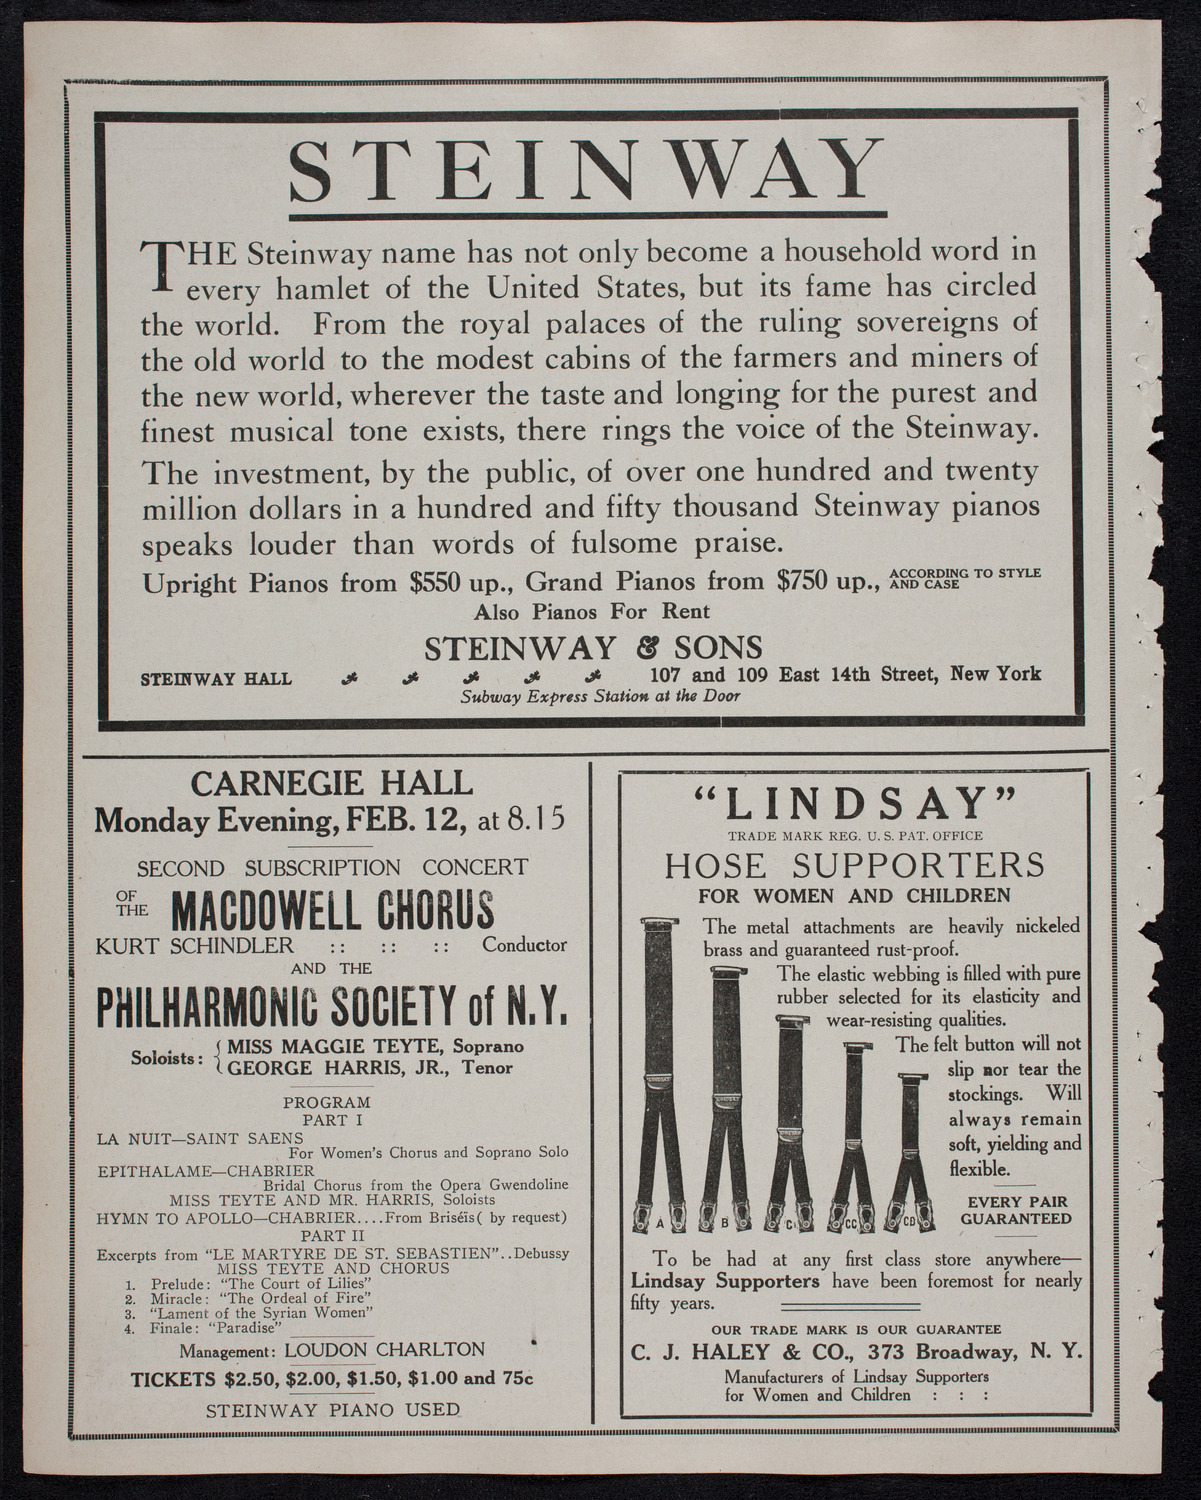 STEINWAY
THE Steinway name has not only become a household word in
every hamlet of the United States, but its fame has circled
the world. From the royal palaces of the ruling sovereigns of
the old world to the modest cabins of the farmers and miners of
the new world, wherever the taste and longing for the purest and
finest musical tone exists, there rings the voice of the Steinway.
The investment, by the public, of over one hundred and twenty
million dollars in a hundred and fifty thousand Steinway pianos
speaks louder than words of fulsome praise.
Upright Pianos from $550 up., Grand Pianos from $750 up., ACCORDING TO STYLE AND CASE
Also Pianos For Rent
STEINWAY & SONS
STEINWAY HALL 107 and 109 East 14th Street, New York
Subway Express Station at the Door
CARNEGIE HALL
Monday Evening, FEB. 12, at 8.15
SECOND SUBSCRIPTION CONCERT
OF THE MACDOWELL CHORUS
KURT SCHINDLER :: :: :: Conductor
AND THE
PHILHARMONIC SOCIETY of N.Y.
Soloists: { MISS MAGGIE TEYTE, Soprano
GEORGE HARRIS, JR., Tenor
PROGRAM
PART I
LA NUIT—SAINT SAENS
For Women's Chorus and Soprano Solo
EPITHALAME—CHABRIER
Bridal Chorus from the Opera Gwendoline
MISS TEYTE AND MR. HARRIS, Soloists
HYMN TO APOLLO—CHABRIER....From Briséïs( by request)
PART II
Excerpts from "LE MARTYRE DE ST. SEBASTIEN"..Debussy
MISS TEYTE AND CHORUS
1. Prelude: "The Court of Lilies"
2. Miracle: "The Ordeal of Fire"
3. "Lament of the Syrian Women"
4. Finale: "Paradise"
Management: LOUDON CHARLTON
TICKETS $2.50, $2.00, $1.50, $1.00 and 75c
STEINWAY PIANO USED
"LINDSAY"
TRADE MARK REG. U. S. PAT. OFFICE
HOSE SUPPORTERS
FOR WOMEN AND CHILDREN
The metal attachments are heavily nickeled
brass and guaranteed rust-proof.
The elastic webbing is filled with pure
rubber selected for its elasticity and
wear-resisting qualities.
The felt button will not
slip nor tear the
stockings. Will
always remain
soft, yielding and
flexible.
EVERY PAIR
GUARANTEED
A B C CC CD
To be had at any first class store anywhere—
Lindsay Supporters have been foremost for nearly
fifty years.
OUR TRADE MARK IS OUR GUARANTEE
C. J. HALEY & CO., 373 Broadway, N. Y.
Manufacturers of Lindsay Supporters
for Women and Children : : :